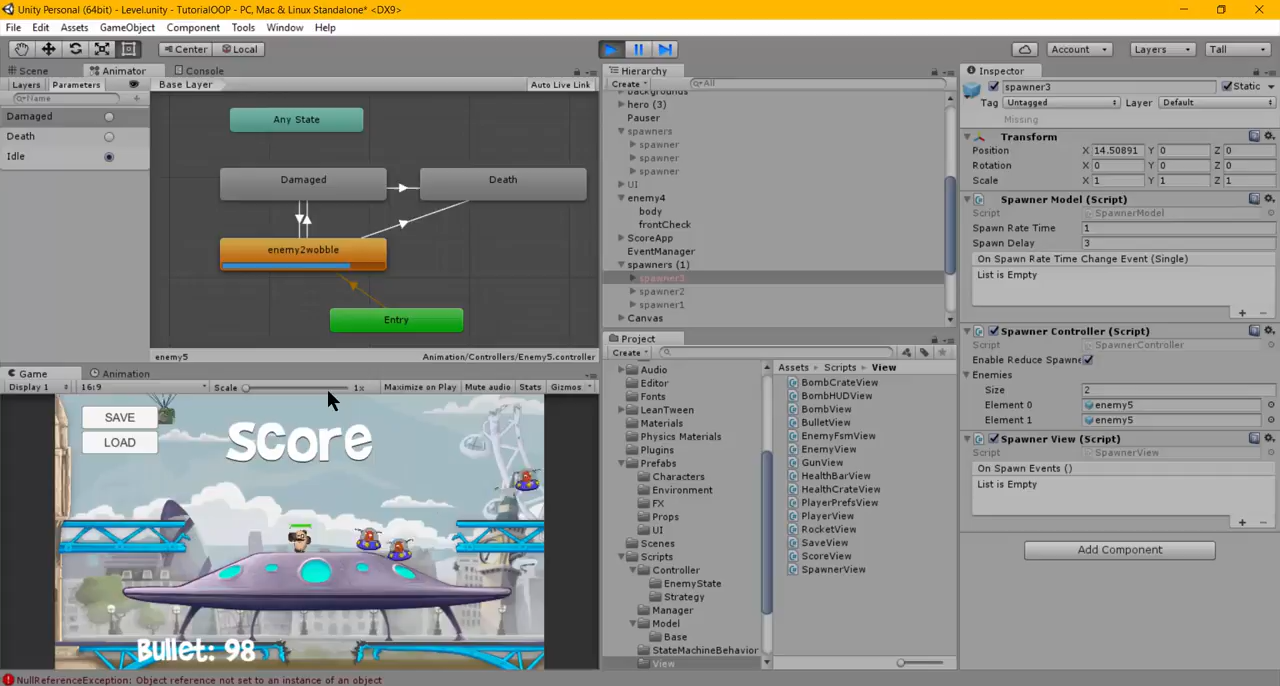 Unity Personal (64bit) - Level.unity - TutorialOOP - PC, Mac & Linux Standalone* <DX9>
File Edit Assets GameObject Component Tools Window Help
Center Local Account Layers Tall
Scene Animator Console
Layers Parameters Base Layer Auto Live Link
Name
Damaged
Death
Idle
Any State
Damaged
Death
enemy2wobble
Entry
enemy5 Animation/Controllers/Enemy5.controller
Game Animation
Display 1 16:9 Scale 1x Maximize on Play Mute audio Stats Gizmos
SAVE
LOAD
score
Bullet: 98
NullReferenceException: Object reference not set to an instance of an object
Hierarchy
Create All
backgrounds
hero (3)
Pauser
spawners
spawner
spawner
spawner
UI
enemy4
body
frontCheck
ScoreApp
EventManager
spawners (1)
spawner3
spawner2
spawner1
Canvas
Project
Create
Audio
Editor
Fonts
LeanTween
Materials
Physics Materials
Plugins
Prefabs
Characters
Environment
FX
Props
UI
Scenes
Scripts
Controller
EnemyState
Strategy
Manager
Model
Base
StateMachineBehavior
View
Assets Scripts View
BombCrateView
BombHUDView
BombView
BulletView
EnemyFsmView
EnemyView
GunView
HealthBarView
HealthCrateView
PlayerPrefsView
PlayerView
RocketView
SaveView
ScoreView
SpawnerView
Inspector
spawner3 Static
Tag Untagged Layer Default
Missing
Transform
Position X 14.50891 Y 0 Z 0
Rotation X 0 Y 0 Z 0
Scale X 1 Y 1 Z 1
Spawner Model (Script)
Script SpawnerModel
Spawn Rate Time 1
Spawn Delay 3
On Spawn Rate Time Change Event (Single)
List is Empty
Spawner Controller (Script)
Script SpawnerController
Enable Reduce Spawne
Enemies
Size 2
Element 0 enemy5
Element 1 enemy5
Spawner View (Script)
Script SpawnerView
On Spawn Events ()
List is Empty
Add Component